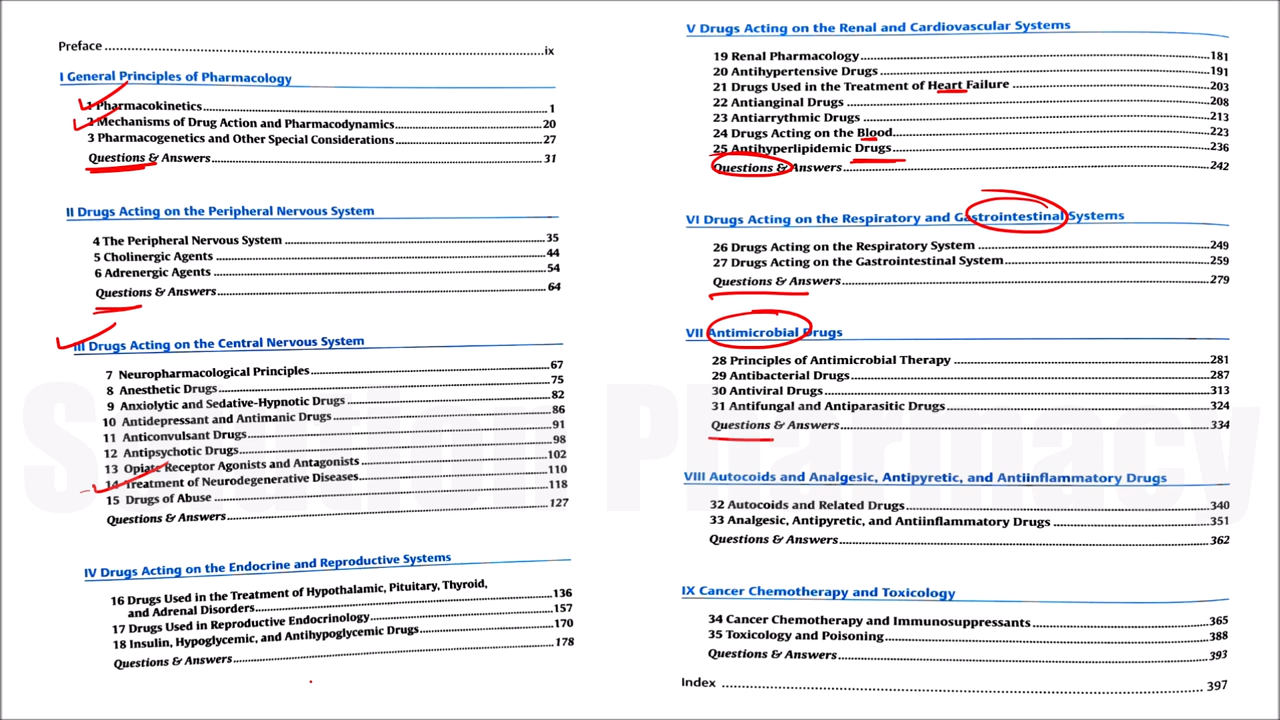 Preface ..... ix
I General Principles of Pharmacology
1 Pharmacokinetics ..... 1
2 Mechanisms of Drug Action and Pharmacodynamics ..... 20
3 Pharmacogenetics and Other Special Considerations ..... 27
Questions & Answers ..... 31
II Drugs Acting on the Peripheral Nervous System
4 The Peripheral Nervous System ..... 35
5 Cholinergic Agents ..... 44
6 Adrenergic Agents ..... 54
Questions & Answers ..... 64
III Drugs Acting on the Central Nervous System
7 Neuropharmacological Principles ..... 67
8 Anesthetic Drugs ..... 75
9 Anxiolytic and Sedative-Hypnotic Drugs ..... 82
10 Antidepressant and Antimanic Drugs ..... 86
11 Anticonvulsant Drugs ..... 91
12 Antipsychotic Drugs ..... 98
13 Opiate Receptor Agonists and Antagonists ..... 102
14 Treatment of Neurodegenerative Diseases ..... 110
15 Drugs of Abuse ..... 118
Questions & Answers ..... 127
IV Drugs Acting on the Endocrine and Reproductive Systems
16 Drugs Used in the Treatment of Hypothalamic, Pituitary, Thyroid,
and Adrenal Disorders ..... 136
17 Drugs Used in Reproductive Endocrinology ..... 157
18 Insulin, Hypoglycemic, and Antihypoglycemic Drugs ..... 170
Questions & Answers ..... 178
V Drugs Acting on the Renal and Cardiovascular Systems
19 Renal Pharmacology ..... 181
20 Antihypertensive Drugs ..... 191
21 Drugs Used in the Treatment of Heart Failure ..... 203
22 Antianginal Drugs ..... 208
23 Antiarrythmic Drugs ..... 213
24 Drugs Acting on the Blood ..... 223
25 Antihyperlipidemic Drugs ..... 236
Questions & Answers ..... 242
VI Drugs Acting on the Respiratory and Gastrointestinal Systems
26 Drugs Acting on the Respiratory System ..... 249
27 Drugs Acting on the Gastrointestinal System ..... 259
Questions & Answers ..... 279
VII Antimicrobial Drugs
28 Principles of Antimicrobial Therapy ..... 281
29 Antibacterial Drugs ..... 287
30 Antiviral Drugs ..... 313
31 Antifungal and Antiparasitic Drugs ..... 324
Questions & Answers ..... 334
VIII Autocoids and Analgesic, Antipyretic, and Antiinflammatory Drugs
32 Autocoids and Related Drugs ..... 340
33 Analgesic, Antipyretic, and Antiinflammatory Drugs ..... 351
Questions & Answers ..... 362
IX Cancer Chemotherapy and Toxicology
34 Cancer Chemotherapy and Immunosuppressants ..... 365
35 Toxicology and Poisoning ..... 388
Questions & Answers ..... 393
Index ..... 397